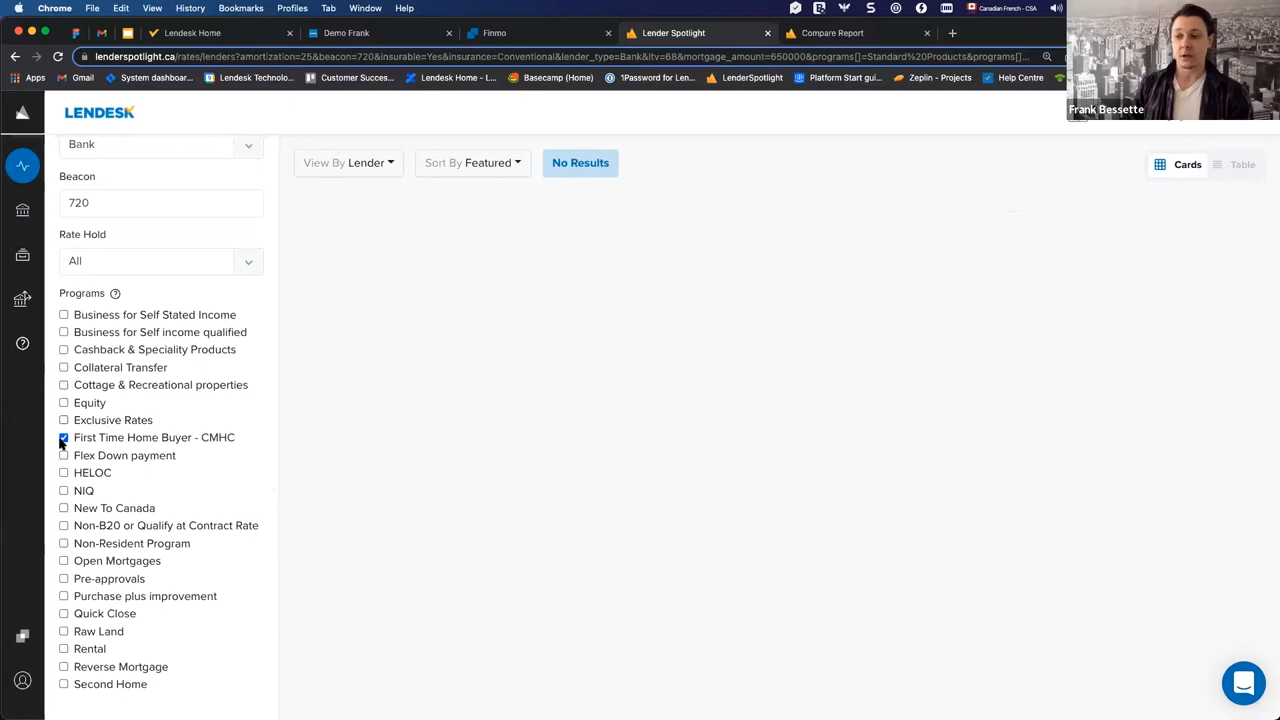 Chrome File Edit View History Bookmarks Profiles Tab Window Help
Canadian French - CSA
Lendesk Home
Demo Frank
Finmo
Lender Spotlight
Compare Report
lenderspotlight.ca/rates/lenders?amortization=25&beacon=720&insurable=Yes&insurance=Conventional&lender_type=Bank&ltv=68&mortgage_amount=650000&programs[]=Standard%20Products&programs[]...
Apps
Gmail
System dashboar...
Lendesk Technolo...
Customer Succes...
Lendesk Home - L...
Basecamp (Home)
1Password for Len...
LenderSpotlight
Platform Start gui...
Zeplin - Projects
Help Centre
Frank Bessette
LENDESK
Bank
View By Lender
Sort By Featured
No Results
Cards
Table
Beacon
720
Rate Hold
All
Programs
Business for Self Stated Income
Business for Self income qualified
Cashback & Speciality Products
Collateral Transfer
Cottage & Recreational properties
Equity
Exclusive Rates
First Time Home Buyer - CMHC
Flex Down payment
HELOC
NIQ
New To Canada
Non-B20 or Qualify at Contract Rate
Non-Resident Program
Open Mortgages
Pre-approvals
Purchase plus improvement
Quick Close
Raw Land
Rental
Reverse Mortgage
Second Home